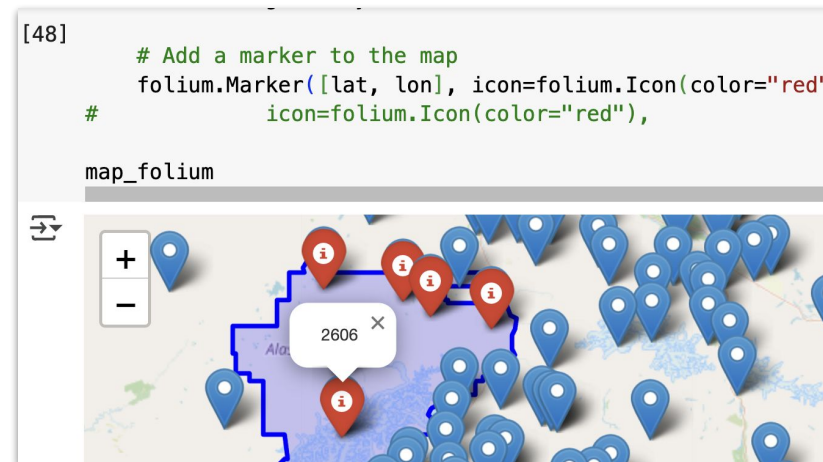 [48]
# Add a marker to the map
folium.Marker([lat, lon], icon=folium.Icon(color="red"
# icon=folium.Icon(color="red"),
map_folium
+
−
2606 ×
Ala